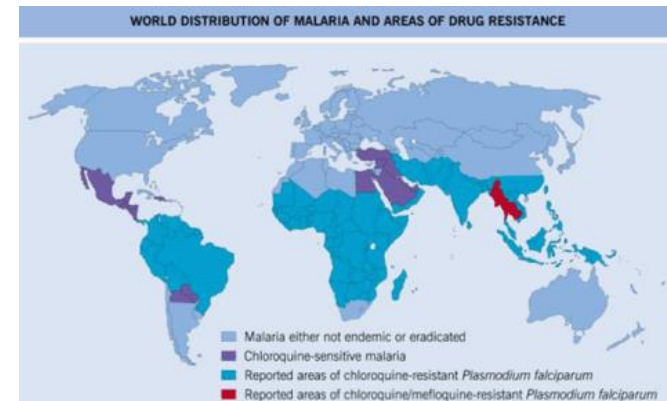 WORLD DISTRIBUTION OF MALARIA AND AREAS OF DRUG RESISTANCE
Malaria either not endemic or eradicated
Chloroquine-sensitive malaria
Reported areas of chloroquine-resistant Plasmodium falciparum
Reported areas of chloroquine/mefloquine-resistant Plasmodium falciparum